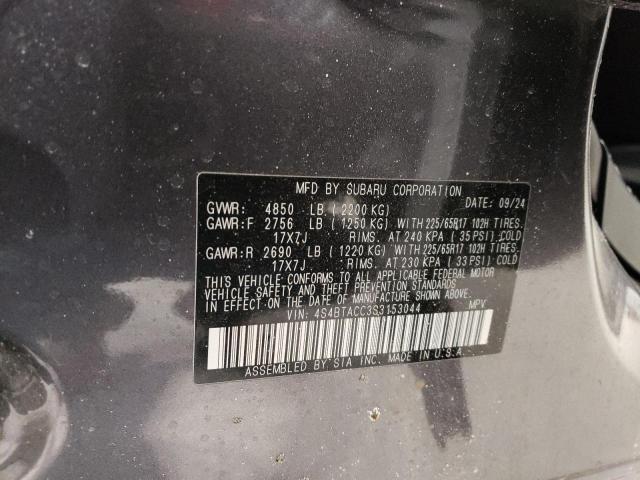 MFD BY SUBARU CORPORATION DATE: 09/24
GVWR: 4850 LB. ( 2200 KG)
GAWR:F 2756 LB ( 1250 KG) WITH 225/65R17 102H TIRES.
17X7J RIMS. AT 240 KPA ( 35 PSI) COLD
GAWR:R 2690 LB ( 1220 KG) WITH 225/65R17 102H TIRES.
17X7J RIMS. AT 230 KPA ( 33 PSI) COLD
THIS VEHICLE CONFORMS TO ALL APPLICABLE FEDERAL MOTOR
VEHICLE SAFETY, BUMPER, AND THEFT PREVENTION STANDARDS
IN EFFECT ON THE DATE OF MANUFACTURE SHOWN ABOVE.
VIN: 4S4BTACC3S3153044 MPV
ASSEMBLED BY SIA INC. MADE IN U.S.A.